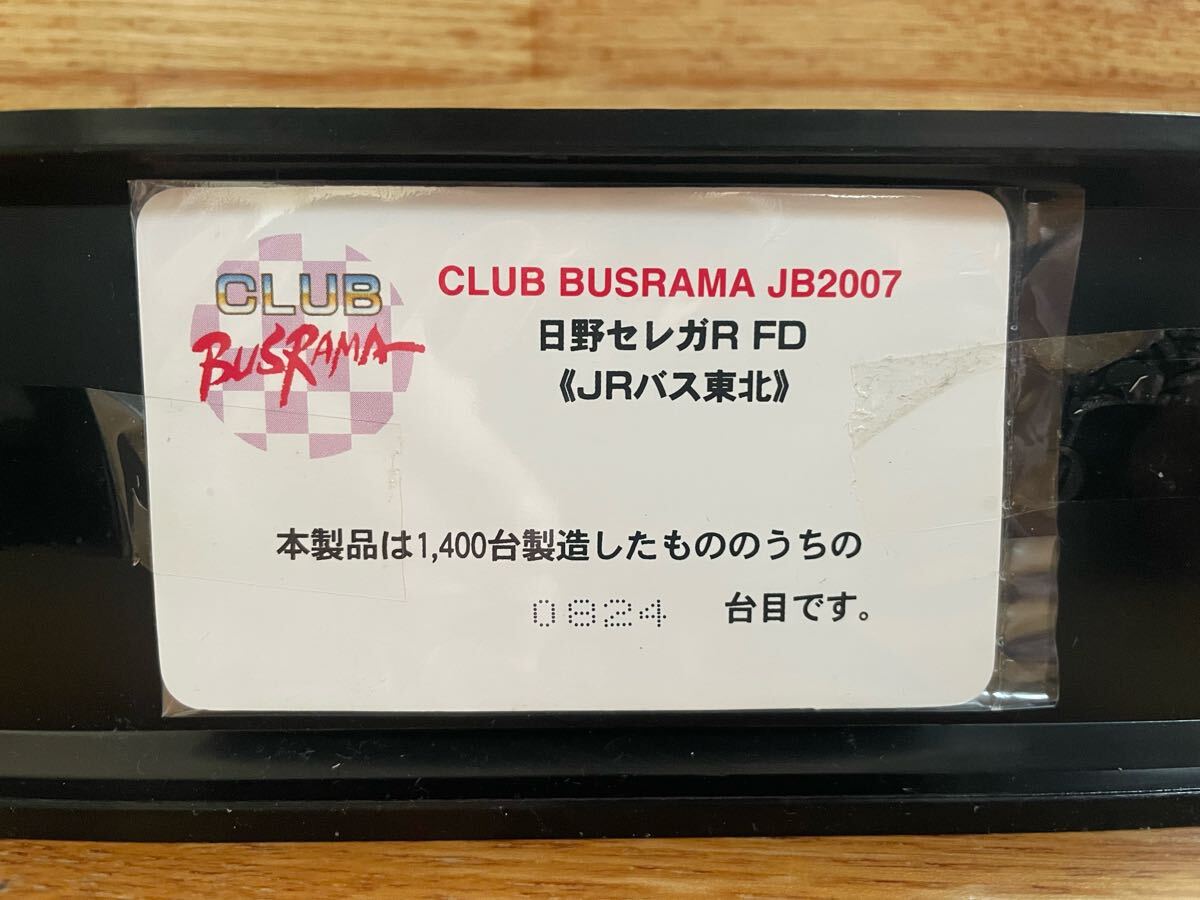 CLUB
BUSRAMA
CLUB BUSRAMA JB2007
日野セレガR FD
《JRバス東北》
本製品は1,400台製造したもののうちの
0824 台目です。